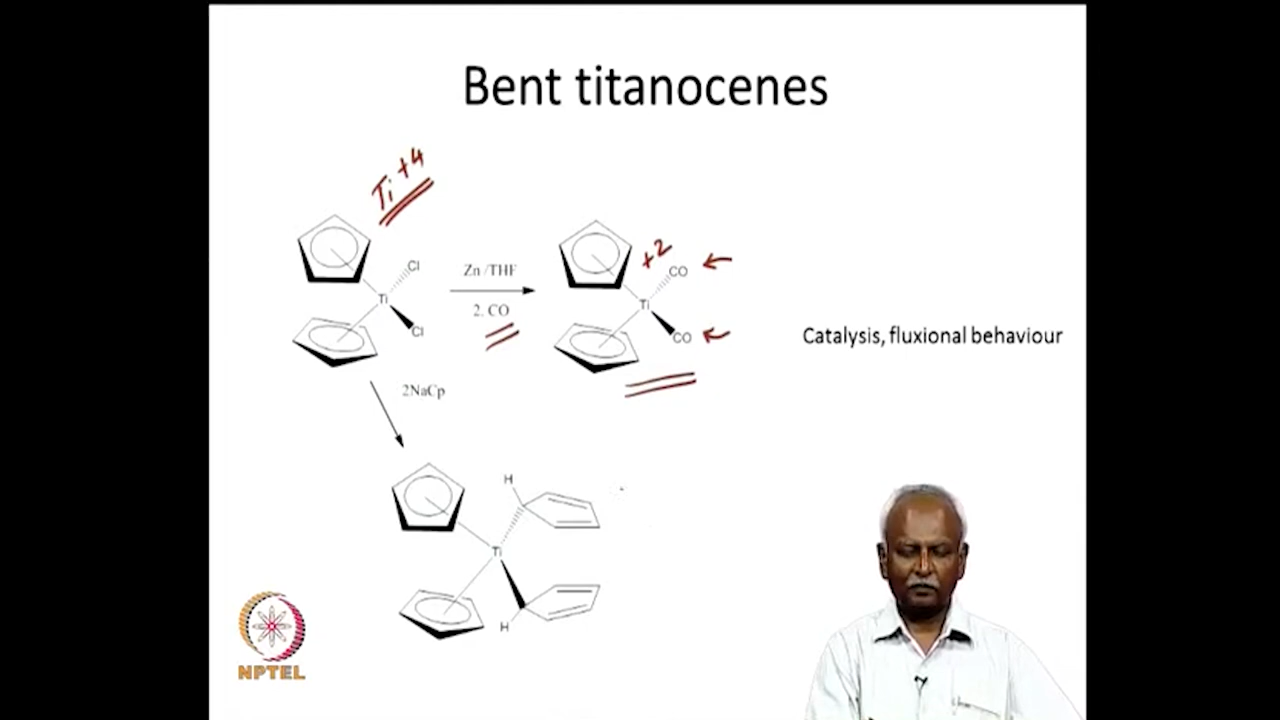 Bent titanocenes
Ti +4
Cl
Ti
Cl
Zn /THF
2. CO
+2
CO
Ti
CO
Catalysis, fluxional behaviour
2NaCp
H
Ti
H
NPTEL